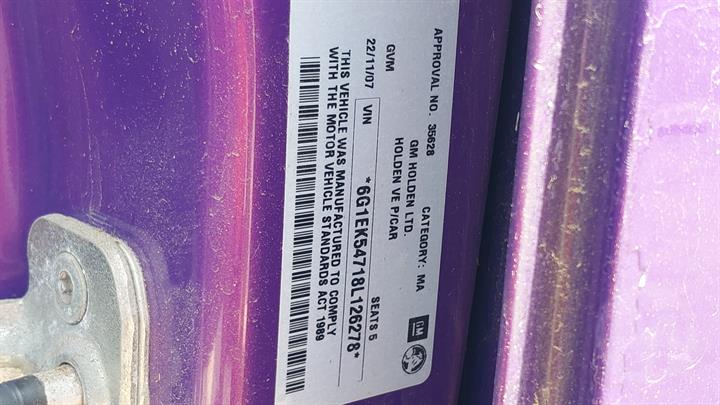 APPROVAL NO. 35628 CATEGORY: MA
GM HOLDEN LTD.
HOLDEN VE P/CAR
GM
GVM
22/11/07 VIN SEATS 5
*6G1EK54718L126278*
THIS VEHICLE WAS MANUFACTURED TO COMPLY
WITH THE MOTOR VEHICLE STANDARDS ACT 1989